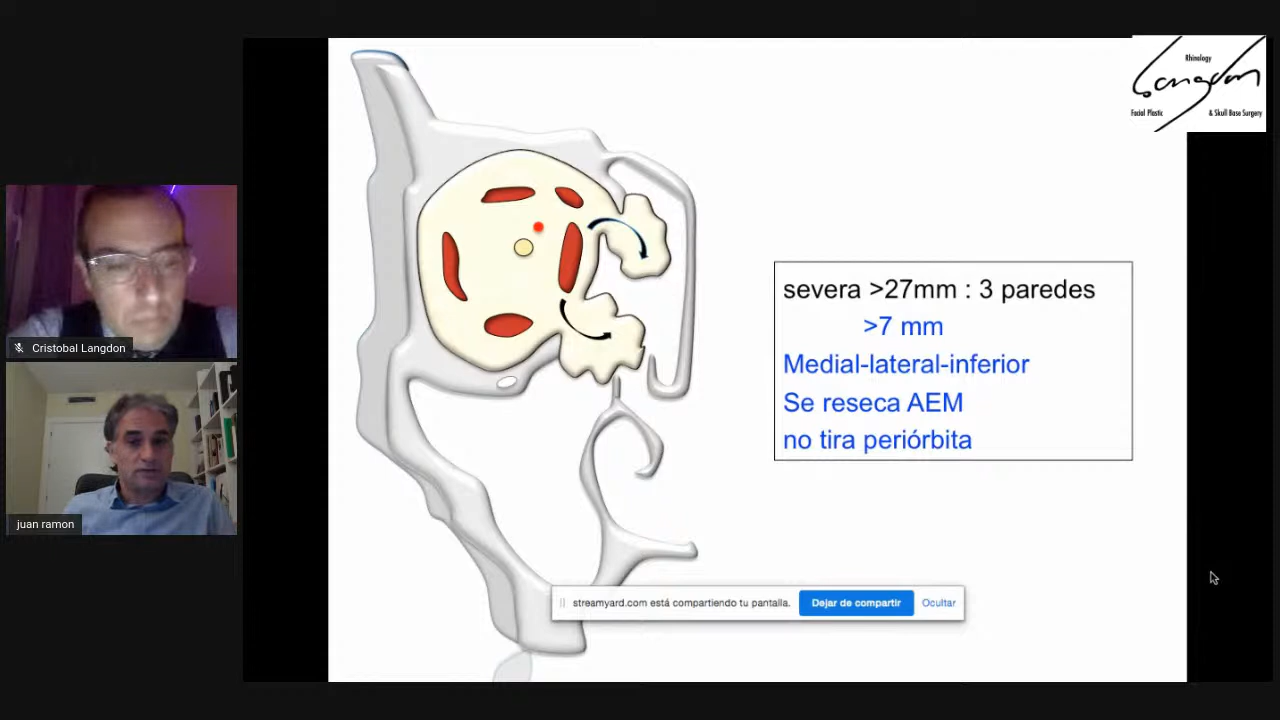 Rhinology
Langdon
Facial Plastic & Skull Base Surgery
severa >27mm : 3 paredes
>7 mm
Medial-lateral-inferior
Se reseca AEM
no tira periórbita
Cristobal Langdon
juan ramon
streamyard.com está compartiendo tu pantalla. Dejar de compartir Ocultar